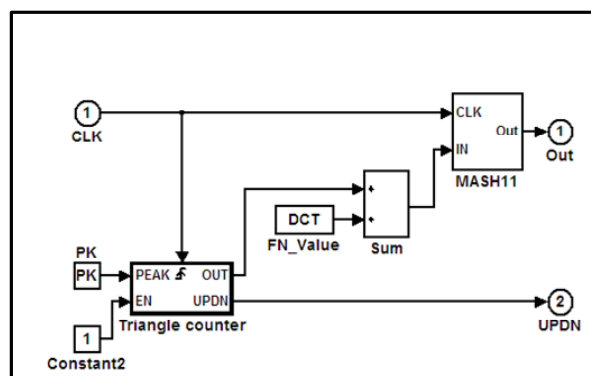 1
CLK
CLK
Out
IN
MASH11
1
Out
DCT
FN_Value
+
+
Sum
PK
PK
PEAK
OUT
EN
UPDN
Triangle counter
1
Constant2
2
UPDN